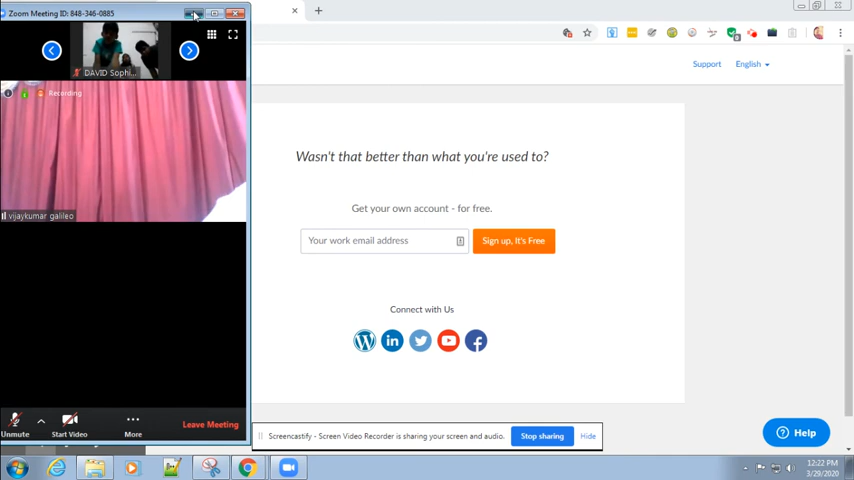 Zoom Meeting ID: 848-346-0885
DAVID Sophi...
Recording
vijaykumar galileo
Unmute
Start Video
More
Leave Meeting
Support
English
Wasn't that better than what you're used to?
Get your own account - for free.
Your work email address
Sign up, It's Free
Connect with Us
Screencastify - Screen Video Recorder is sharing your screen and audio.
Stop sharing
Hide
Help
12:22 PM
3/29/2020